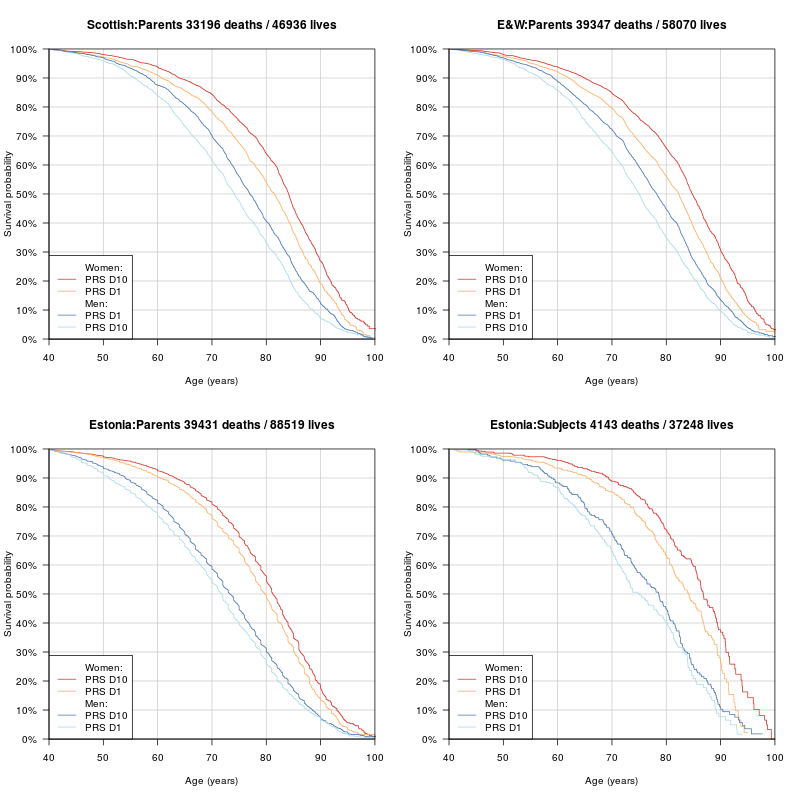 Scottish:Parents 33196 deaths / 46936 lives
100%
90%
80%
70%
60%
50%
40%
30%
20%
10%
0%
Survival probability
Women:
PRS D10
PRS D1
Men:
PRS D1
PRS D10
40 50 60 70 80 90 100
Age (years)
E&W:Parents 39347 deaths / 58070 lives
100%
90%
80%
70%
60%
50%
40%
30%
20%
10%
0%
Survival probability
Women:
PRS D10
PRS D1
Men:
PRS D1
PRS D10
40 50 60 70 80 90 100
Age (years)
Estonia:Parents 39431 deaths / 88519 lives
100%
90%
80%
70%
60%
50%
40%
30%
20%
10%
0%
Survival probability
Women:
PRS D10
PRS D1
Men:
PRS D10
PRS D1
40 50 60 70 80 90 100
Age (years)
Estonia:Subjects 4143 deaths / 37248 lives
100%
90%
80%
70%
60%
50%
40%
30%
20%
10%
0%
Survival probability
Women:
PRS D10
PRS D1
Men:
PRS D10
PRS D1
40 50 60 70 80 90 100
Age (years)